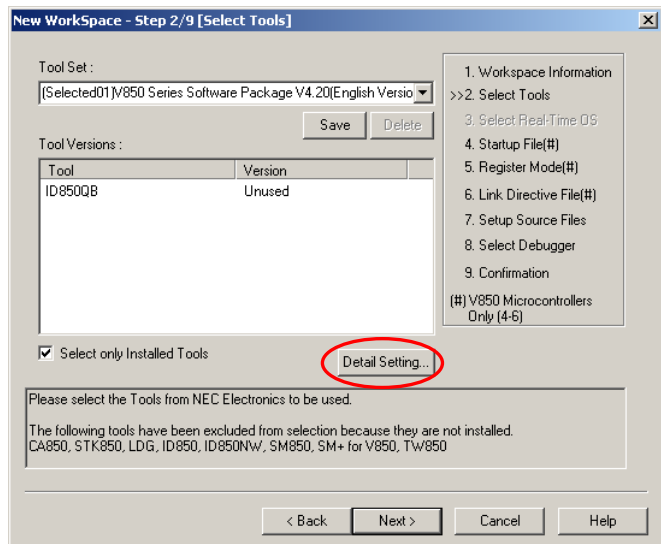 New WorkSpace - Step 2/9 [Select Tools]
Tool Set :
(Selected01)V850 Series Software Package V4.20(English Versio
Save
Delete
Tool Versions :
Tool
Version
ID850QB
Unused
Select only Installed Tools
Detail Setting...
1. Workspace Information
>>2. Select Tools
3. Select Real-Time OS
4. Startup File(#)
5. Register Mode(#)
6. Link Directive File(#)
7. Setup Source Files
8. Select Debugger
9. Confirmation
(#) V850 Microcontrollers
Only (4-6)
Please select the Tools from NEC Electronics to be used.
The following tools have been excluded from selection because they are not installed.
CA850, STK850, LDG, ID850, ID850NW, SM850, SM+ for V850, TW850
< Back
Next >
Cancel
Help